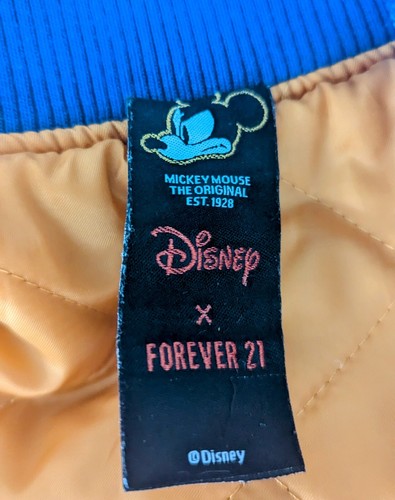 MICKEY MOUSE
THE ORIGINAL
EST. 1928
Disney
X
FOREVER 21
©Disney